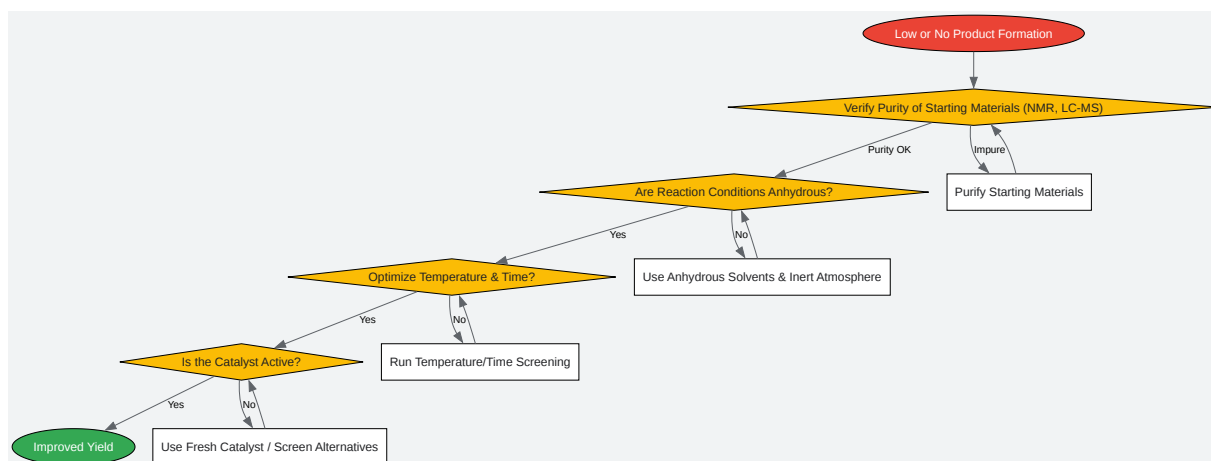 Low or No Product Formation
Verify Purity of Starting Materials (NMR, LC-MS)
Purity OK
Impure
Are Reaction Conditions Anhydrous?
Purify Starting Materials
Yes
No
Optimize Temperature & Time?
Use Anhydrous Solvents & Inert Atmosphere
Yes
No
Is the Catalyst Active?
Run Temperature/Time Screening
Yes
No
Improved Yield
Use Fresh Catalyst / Screen Alternatives